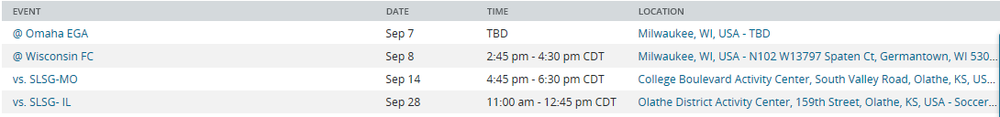 EVENT DATE TIME LOCATION
@ Omaha EGA Sep 7 TBD Milwaukee, WI, USA - TBD
@ Wisconsin FC Sep 8 2:45 pm - 4:30 pm CDT Milwaukee, WI, USA - N102 W13797 Spaten Ct, Germantown, WI 530...
vs. SLSG-MO Sep 14 4:45 pm - 6:30 pm CDT College Boulevard Activity Center, South Valley Road, Olathe, KS, US...
vs. SLSG- IL Sep 28 11:00 am - 12:45 pm CDT Olathe District Activity Center, 159th Street, Olathe, KS, USA - Soccer...